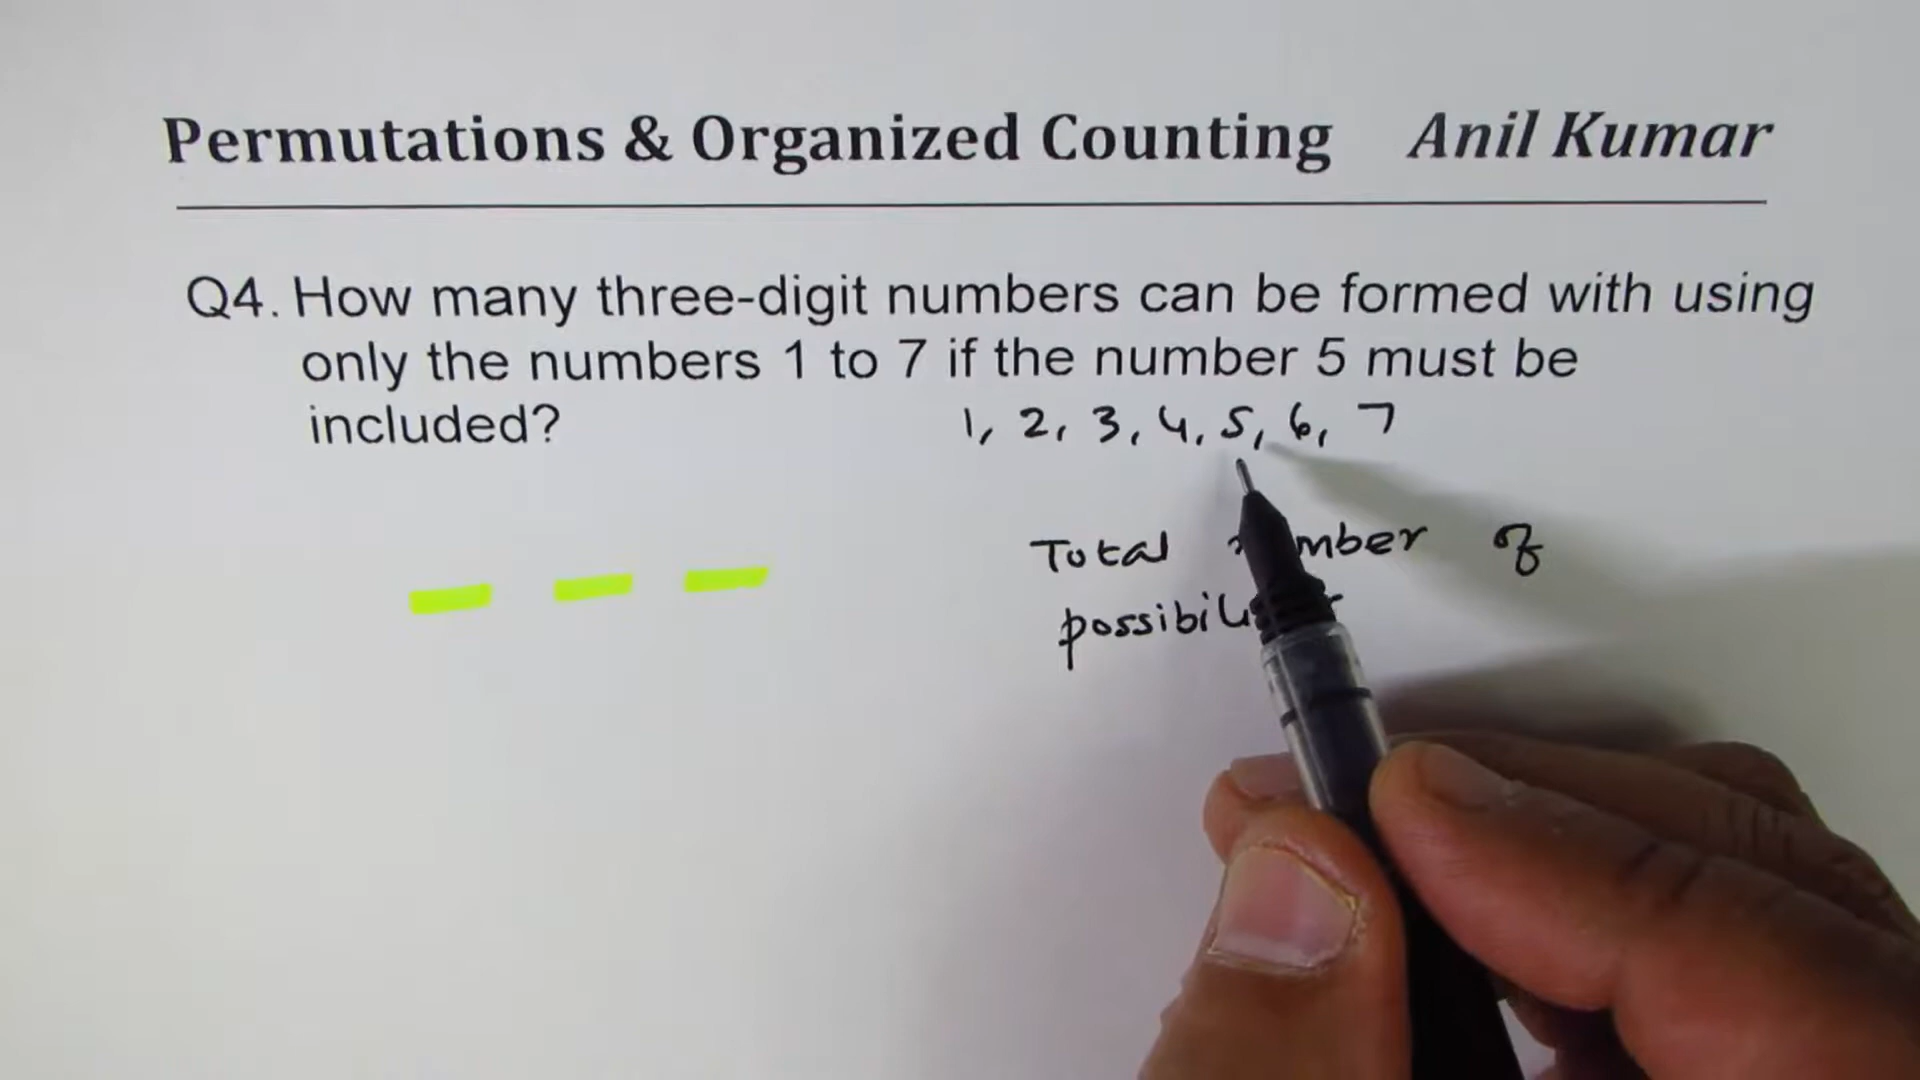 Permutations & Organized Counting Anil Kumar
Q4. How many three-digit numbers can be formed with using
only the numbers 1 to 7 if the number 5 must be
included? 1, 2, 3, 4, 5, 6, 7
Total number of